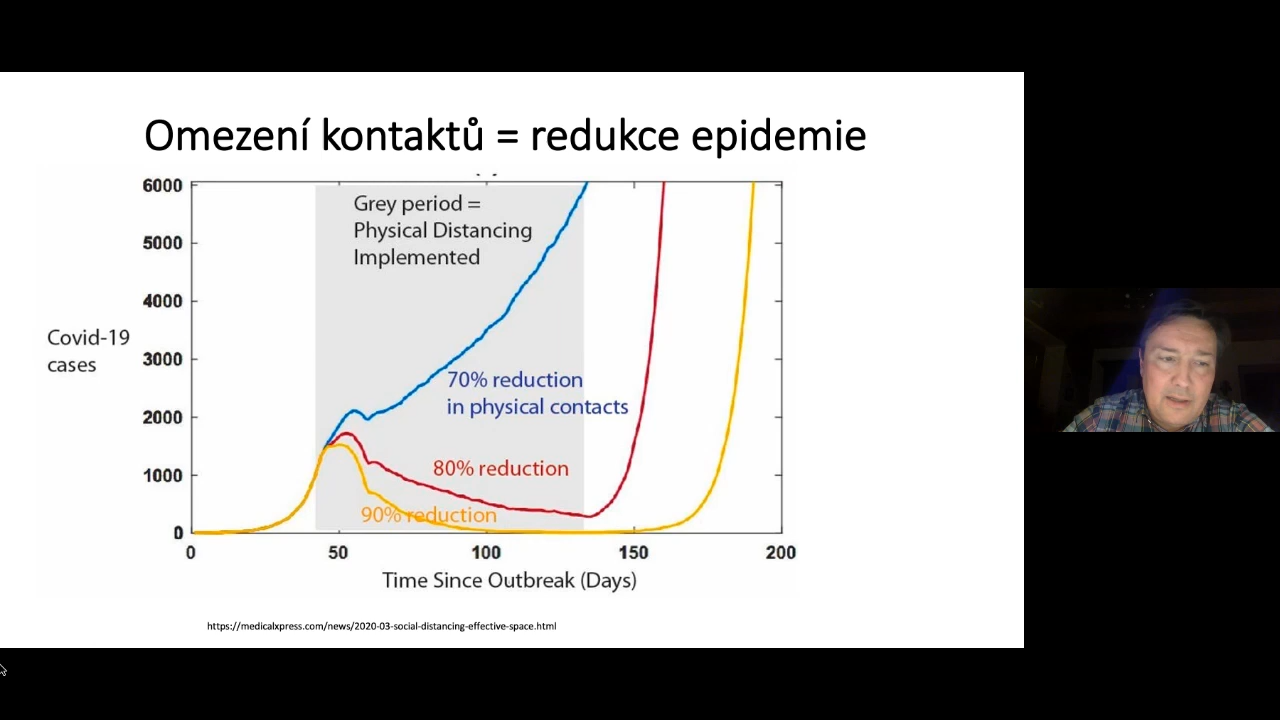 Omezení kontaktů = redukce epidemie
6000
5000
4000
3000
2000
1000
0
Covid-19
cases
Grey period =
Physical Distancing
Implemented
70% reduction
in physical contacts
80% reduction
90% reduction
0 50 100 150 200
Time Since Outbreak (Days)
https://medicalxpress.com/news/2020-03-social-distancing-effective-space.html